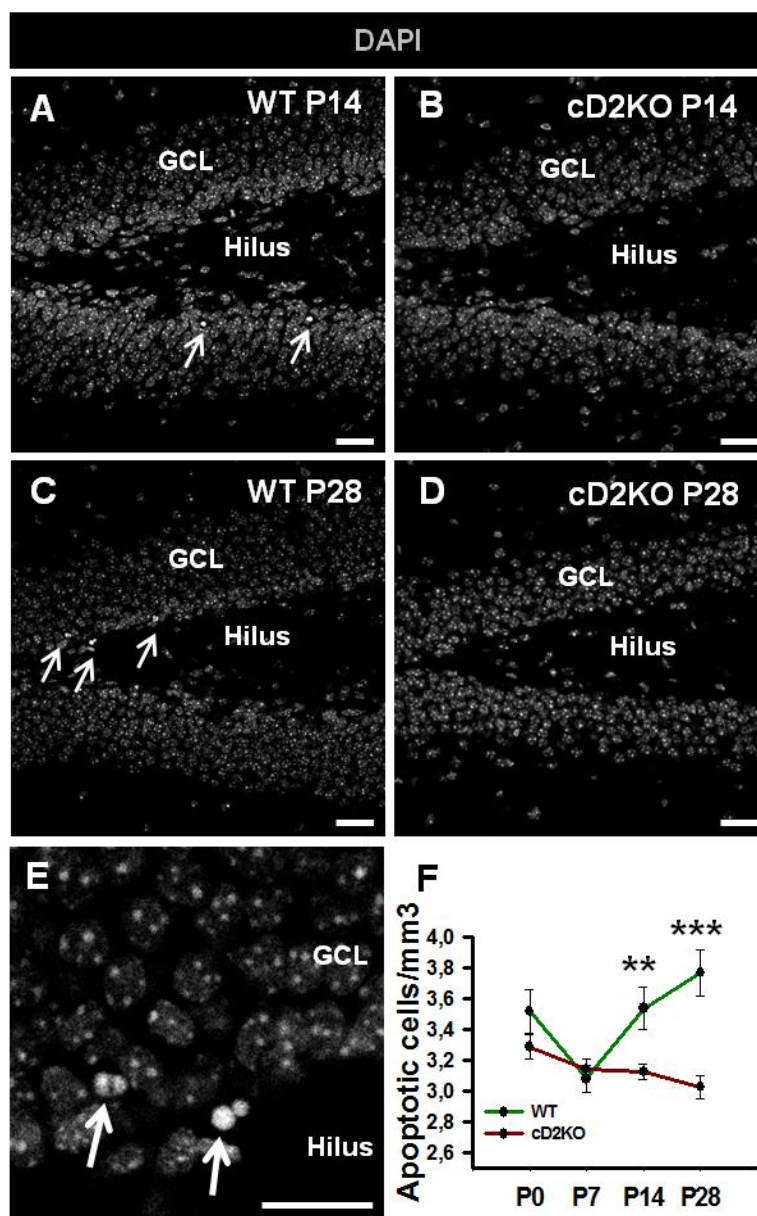 DAPI
A WT P14
GCL
Hilus
B cD2KO P14
GCL
Hilus
C WT P28
GCL
Hilus
D cD2KO P28
GCL
Hilus
E
GCL
Hilus
F
Apoptotic cells/mm3
4,0
3,8
3,6
3,4
3,2
3,0
2,8
2,6
**
***
WT
cD2KO
P0 P7 P14 P28